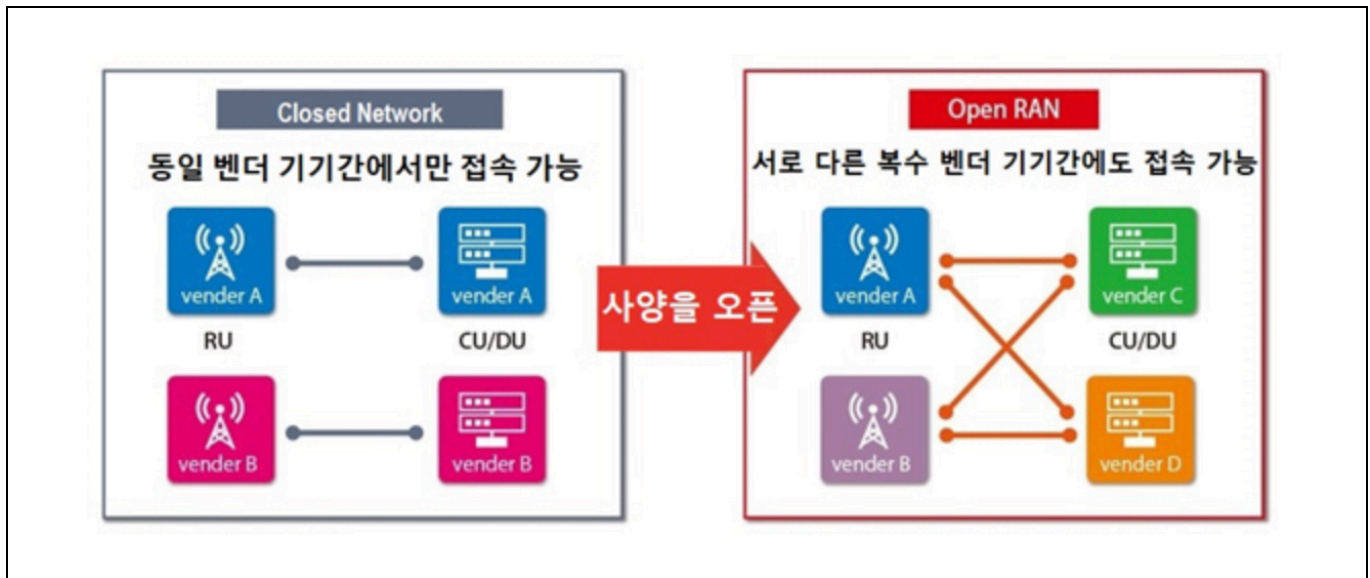 Closed Network
동일 벤더 기기간에서만 접속 가능
vender A
vender A
RU
CU/DU
vender B
vender B
사양을 오픈
Open RAN
서로 다른 복수 벤더 기기간에도 접속 가능
vender A
vender C
RU
CU/DU
vender B
vender D